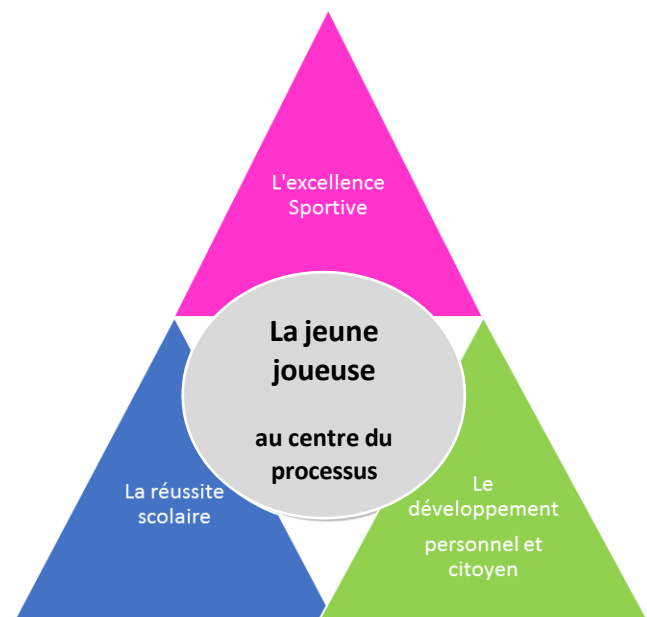 L'excellence
Sportive
La jeune
joueuse
au centre du
processus
La réussite
scolaire
Le
développement
personnel et
citoyen